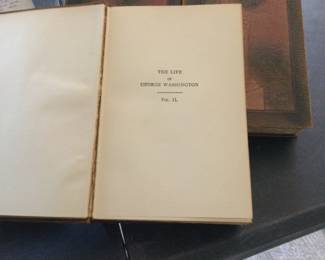 THE LIFE
OF
GEORGE WASHINGTON
VOL. II.